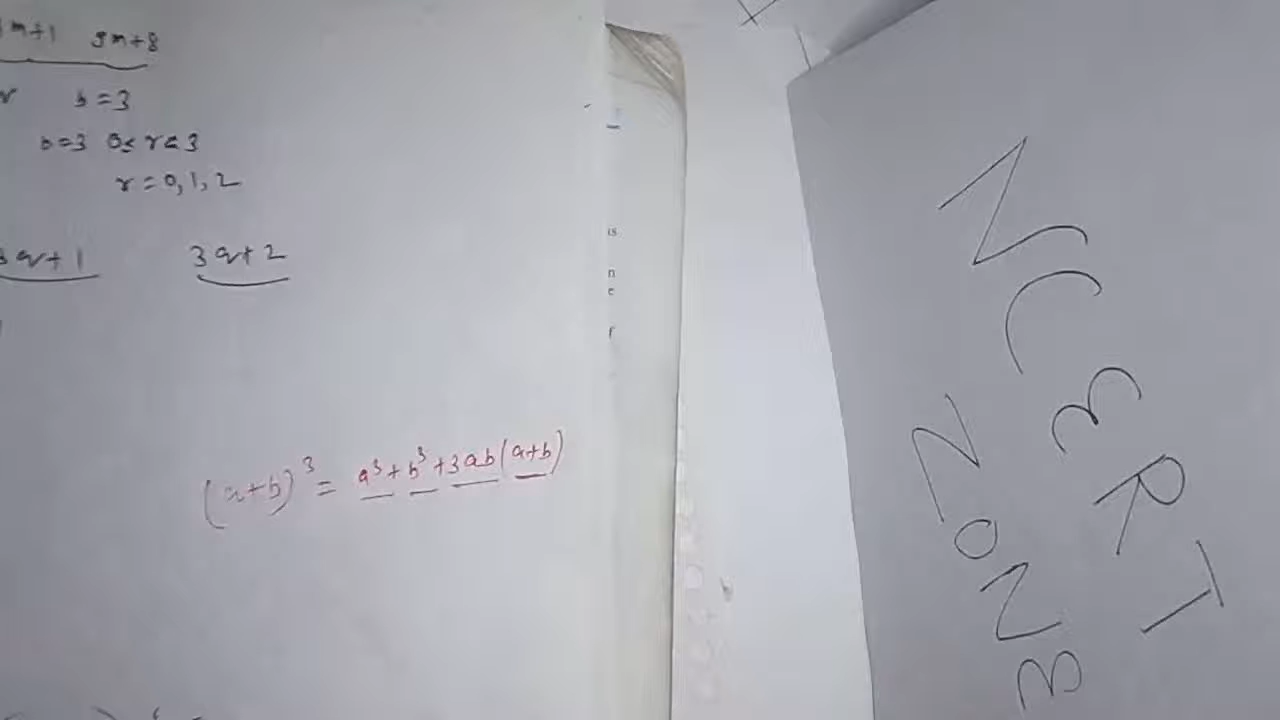 m+1 9m+8
r b=3
b=3 0≤r<3
r=0,1,2
3q+1 3q+2
(a+b)³ = a³+b³+3ab(a+b)
is
n
e
f
NCERT
ZONE